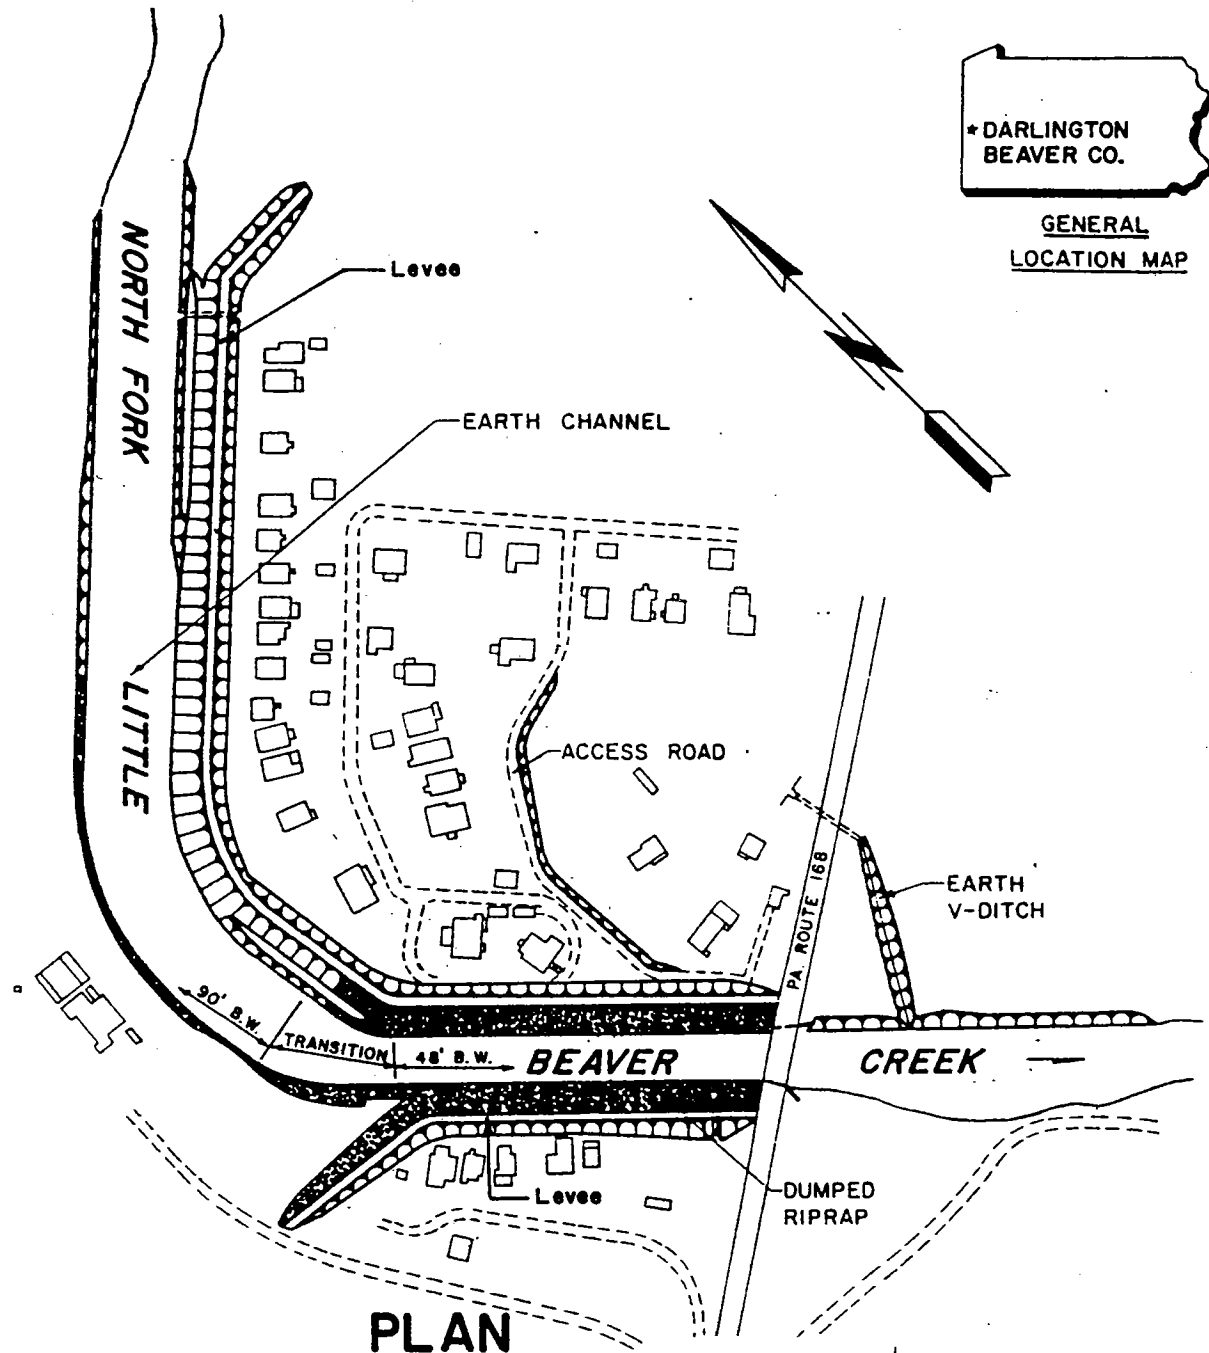 * DARLINGTON
BEAVER CO.
GENERAL
LOCATION MAP
NORTH FORK
Levee
EARTH CHANNEL
LITTLE
ACCESS ROAD
PA. ROUTE 168
EARTH
V-DITCH
90' B.W.
TRANSITION
48' B.W.
BEAVER
CREEK
Levee
DUMPED
RIPRAP
PLAN